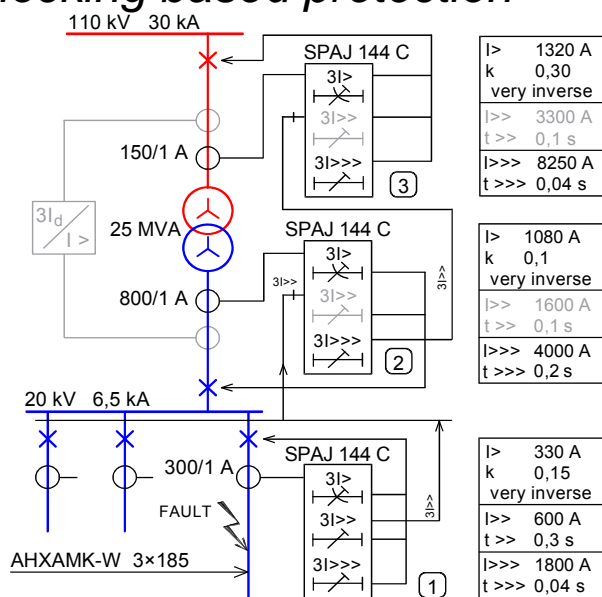 locking based protection
110 kV 30 kA
SPAJ 144 C
3I>
3I>>
3I>>>
3
150/1 A
I> 1320 A
k 0,30
very inverse
I>> 3300 A
t >> 0,1 s
I>>> 8250 A
t >>> 0,04 s
3Id
I >
25 MVA
SPAJ 144 C
3I>
3I>>
3I>>>
2
3I>>
3I>>
800/1 A
I> 1080 A
k 0,1
very inverse
I>> 1600 A
t >> 0,1 s
I>>> 4000 A
t >>> 0,2 s
20 kV 6,5 kA
300/1 A
SPAJ 144 C
3I>
3I>>
3I>>>
1
3I>>
FAULT
AHXAMK-W 3×185
I> 330 A
k 0,15
very inverse
I>> 600 A
t >> 0,3 s
I>>> 1800 A
t >>> 0,04 s